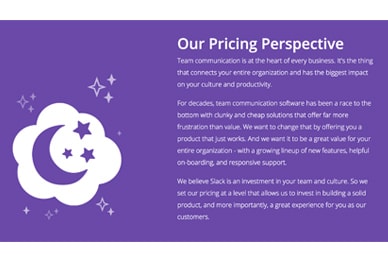 Our Pricing Perspective
Team communication is at the heart of every business. It's the thing
that connects your entire organization and has the biggest impact
on your culture and productivity.
For decades, team communication software has been a race to the
bottom with clunky and cheap solutions that offer far more
frustration than value. We want to change that by offering you a
product that just works. And we want it to be a great value for your
entire organization - with a growing lineup of new features, helpful
on-boarding, and responsive support.
We believe Slack is an investment in your team and culture. So we
set our pricing at a level that allows us to invest in building a solid
product, and more importantly, a great experience for you as our
customers.